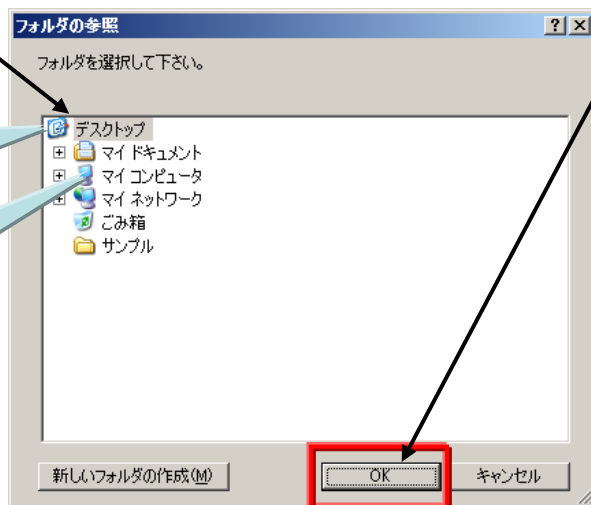 フォルダの参照
フォルダを選択して下さい。
デスクトップ
マイ ドキュメント
マイ コンピュータ
マイ ネットワーク
ごみ箱
サンプル
新しいフォルダの作成(M) OK キャンセル